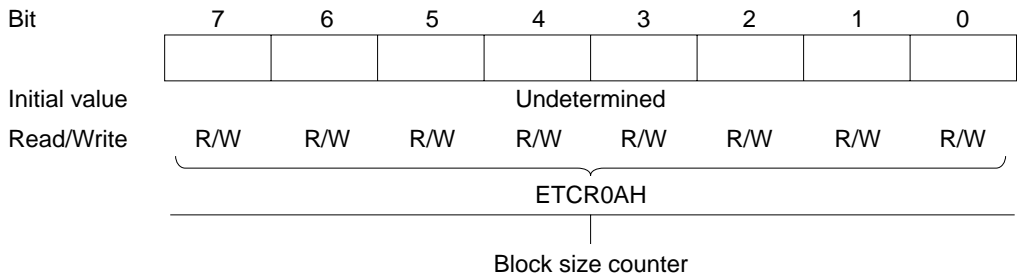 Bit 7 6 5 4 3 2 1 0
Initial value Undetermined
Read/Write R/W R/W R/W R/W R/W R/W R/W R/W
ETCR0AH
Block size counter